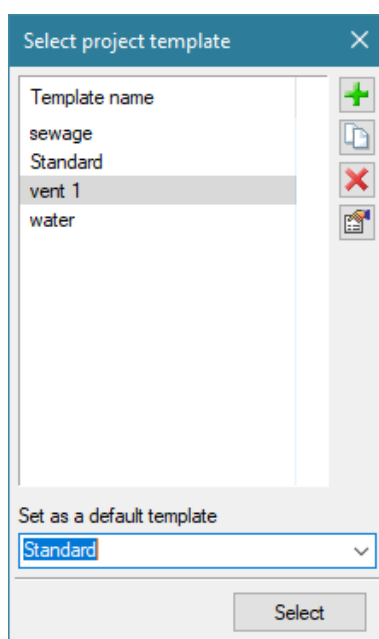 Select project template
Template name
sewage
Standard
vent 1
water
Set as a default template
Standard
Select